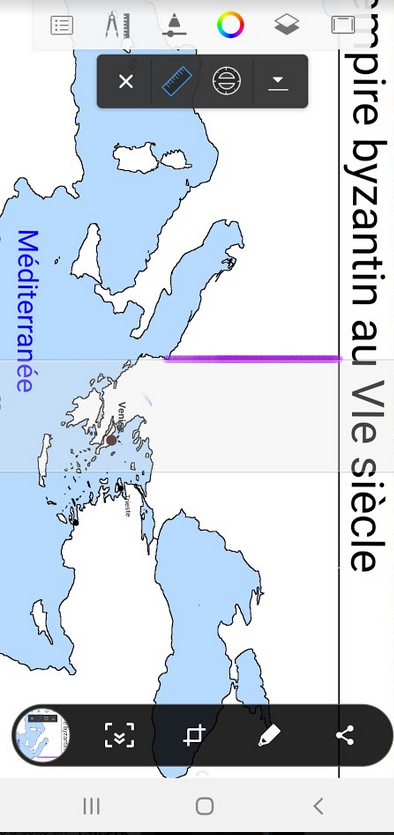 empire byzantin au VIe siècle
Méditerranée
Venise
Trieste